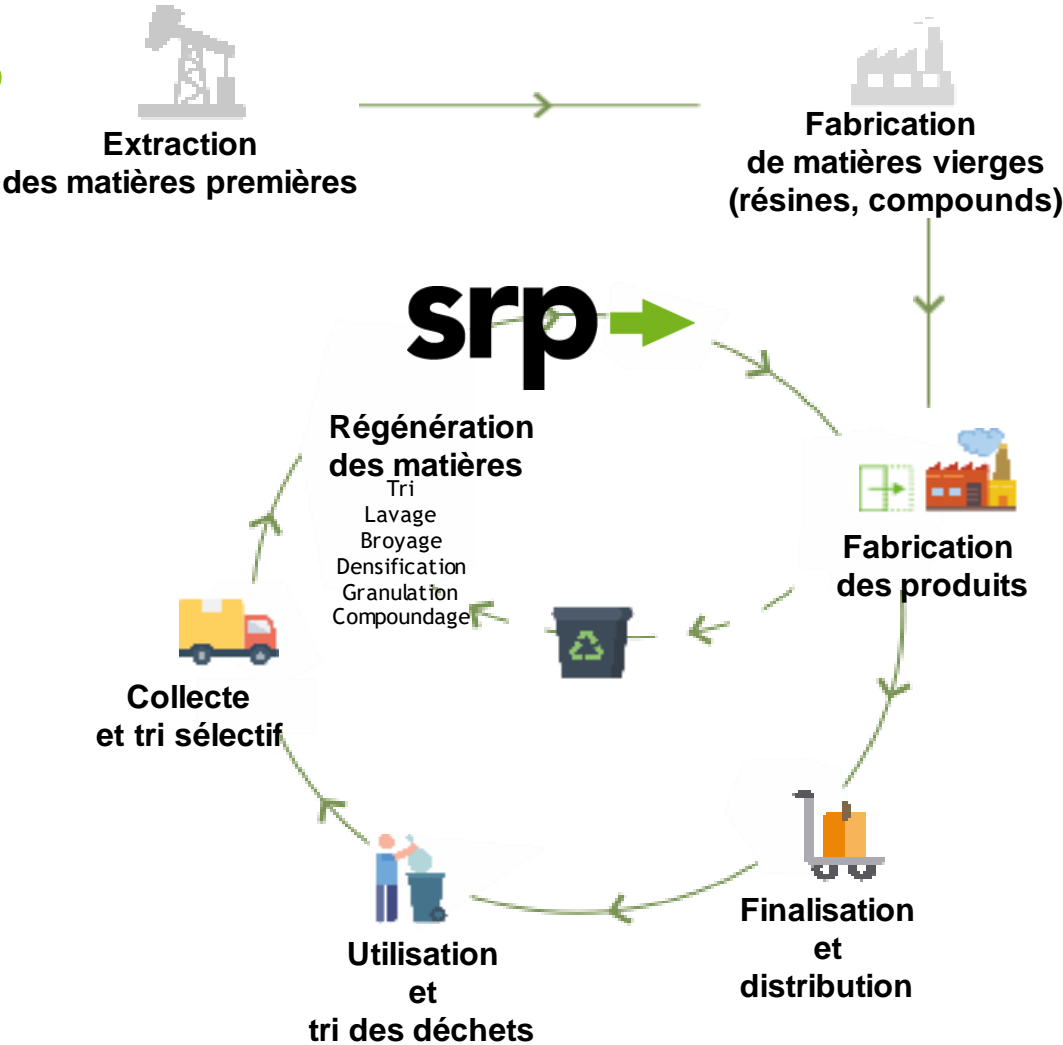 Extraction
des matières premières
Fabrication
de matières vierges
(résines, compounds)
srp
Régénération
des matières
Tri
Lavage
Broyage
Densification
Granulation
Compoundage
Fabrication
des produits
Collecte
et tri sélectif
Finalisation
et
distribution
Utilisation
et
tri des déchets